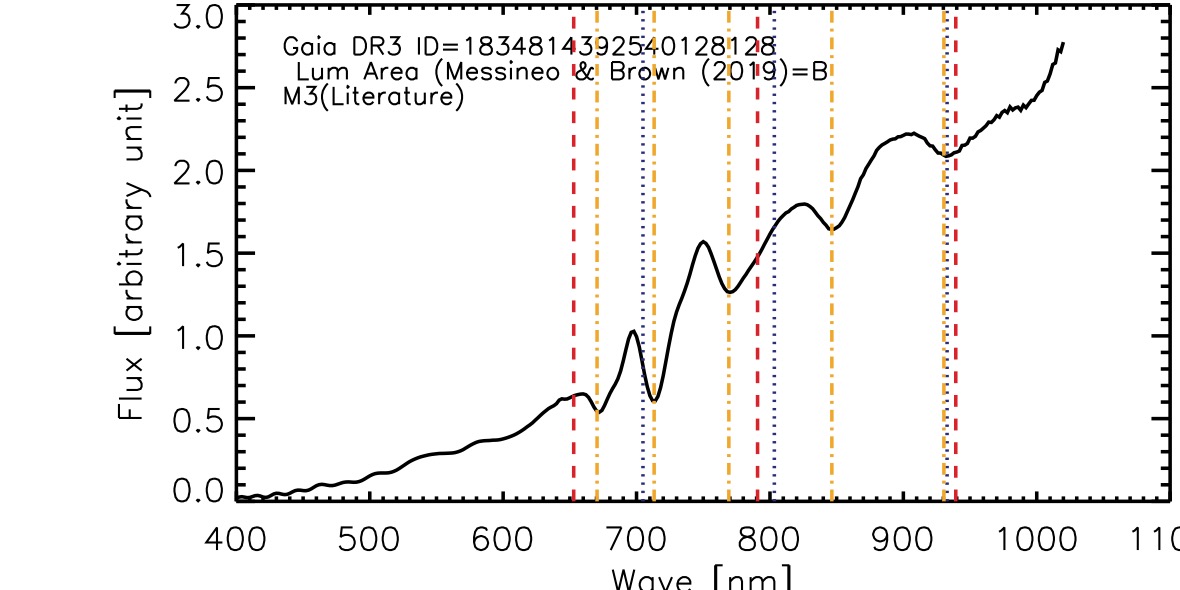 Gaia DR3 ID=1834814392540128128
Lum Area (Messineo & Brown (2019)=B
M3(Literature)
Flux [arbitrary unit]
3.0
2.5
2.0
1.5
1.0
0.5
0.0
400 500 600 700 800 900 1000 110
Wave [nm]